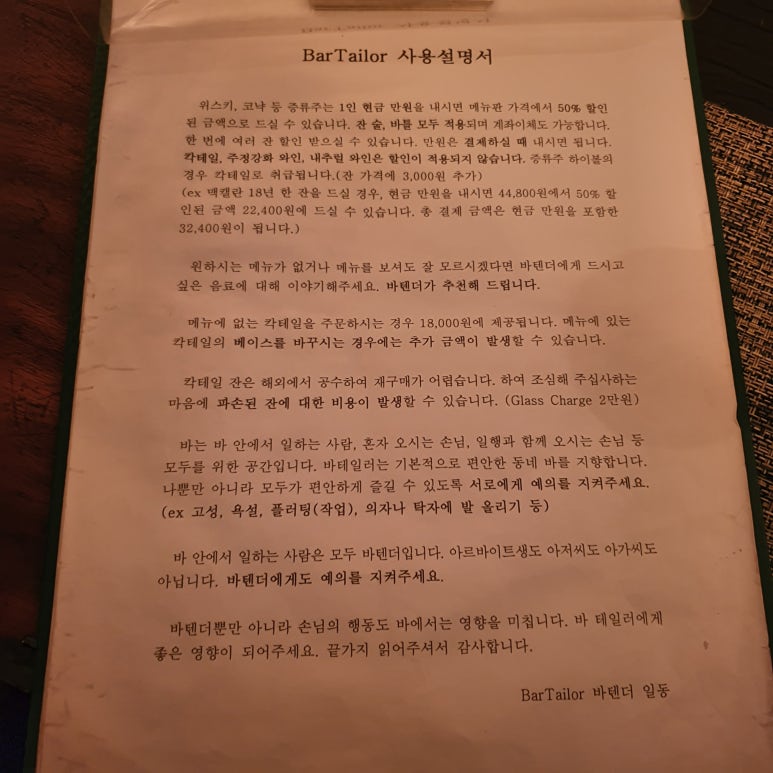 BarTailor 사용설명서
위스키, 코냑 등 증류주는 1인 현금 만원을 내시면 메뉴판 가격에서 50% 할인
된 금액으로 드실 수 있습니다. 잔 술, 바틀 모두 적용되며 계좌이체도 가능합니다.
한 번에 여러 잔 할인 받으실 수 있습니다. 만원은 결제하실 때 내시면 됩니다.
칵테일, 주정강화 와인, 내추럴 와인은 할인이 적용되지 않습니다. 증류주 하이볼의
경우 칵테일로 취급됩니다.(잔 가격에 3,000원 추가)
(ex 맥캘란 18년 한 잔을 드실 경우, 현금 만원을 내시면 44,800원에서 50% 할
인된 금액 22,400원에 드실 수 있습니다. 총 결제 금액은 현금 만원을 포함한
32,400원이 됩니다.)
원하시는 메뉴가 없거나 메뉴를 보셔도 잘 모르시겠다면 바텐더에게 드시고
싶은 음료에 대해 이야기해주세요. 바텐더가 추천해 드립니다.
메뉴에 없는 칵테일을 주문하시는 경우 18,000원에 제공됩니다. 메뉴에 있는
칵테일의 베이스를 바꾸시는 경우에는 추가 금액이 발생할 수 있습니다.
칵테일 잔은 해외에서 공수하여 재구매가 어렵습니다. 하여 조심해 주십사하는
마음에 파손된 잔에 대한 비용이 발생할 수 있습니다. (Glass Charge 2만원)
바는 바 안에서 일하는 사람, 혼자 오시는 손님, 일행과 함께 오시는 손님 등
모두를 위한 공간입니다. 바테일러는 기본적으로 편안한 동네 바를 지향합니다.
나뿐만 아니라 모두가 편안하게 즐길 수 있도록 서로에게 예의를 지켜주세요.
(ex 고성, 욕설, 플러팅(작업), 의자나 탁자에 발 올리기 등)
바 안에서 일하는 사람은 모두 바텐더입니다. 아르바이트생도 아저씨도 아가씨도
아닙니다. 바텐더에게도 예의를 지켜주세요.
바텐더뿐만 아니라 손님의 행동도 바에서는 영향을 미칩니다. 바 테일러에게
좋은 영향이 되어주세요. 끝가지 읽어주셔서 감사합니다.
BarTailor 바텐더 일동